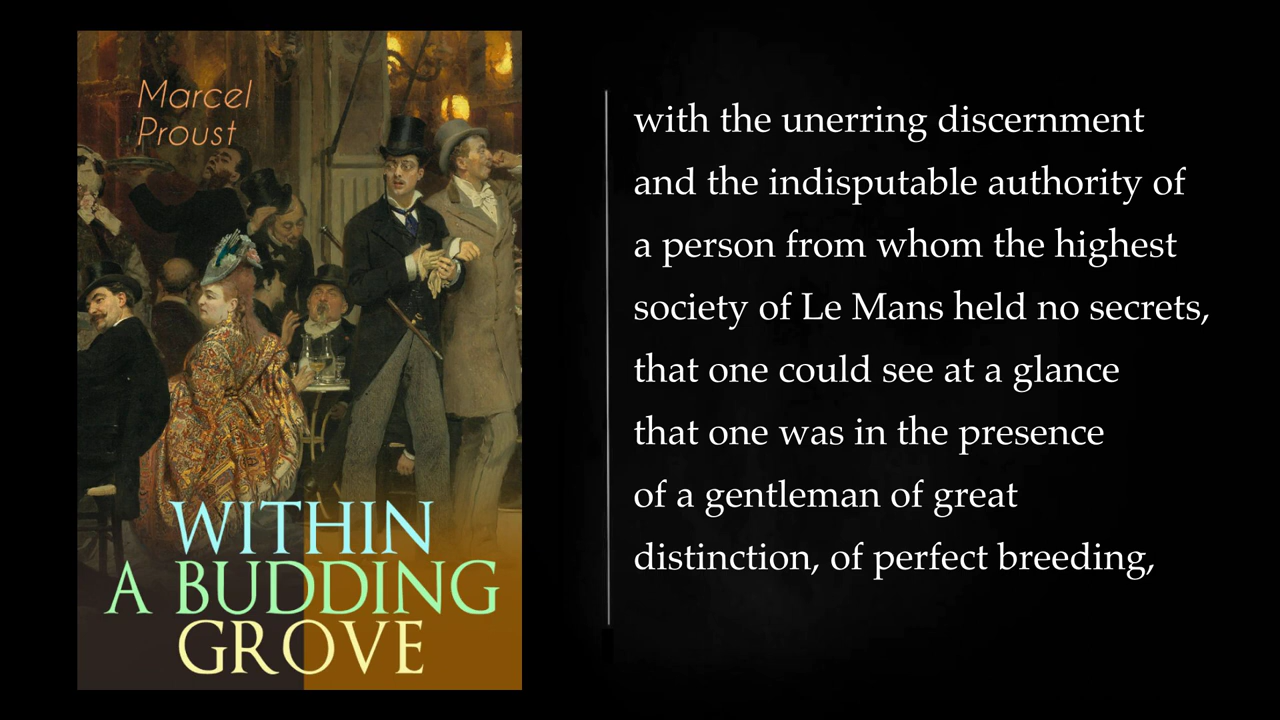 Marcel
Proust
WITHIN
A BUDDING
GROVE
with the unerring discernment
and the indisputable authority of
a person from whom the highest
society of Le Mans held no secrets,
that one could see at a glance
that one was in the presence
of a gentleman of great
distinction, of perfect breeding,